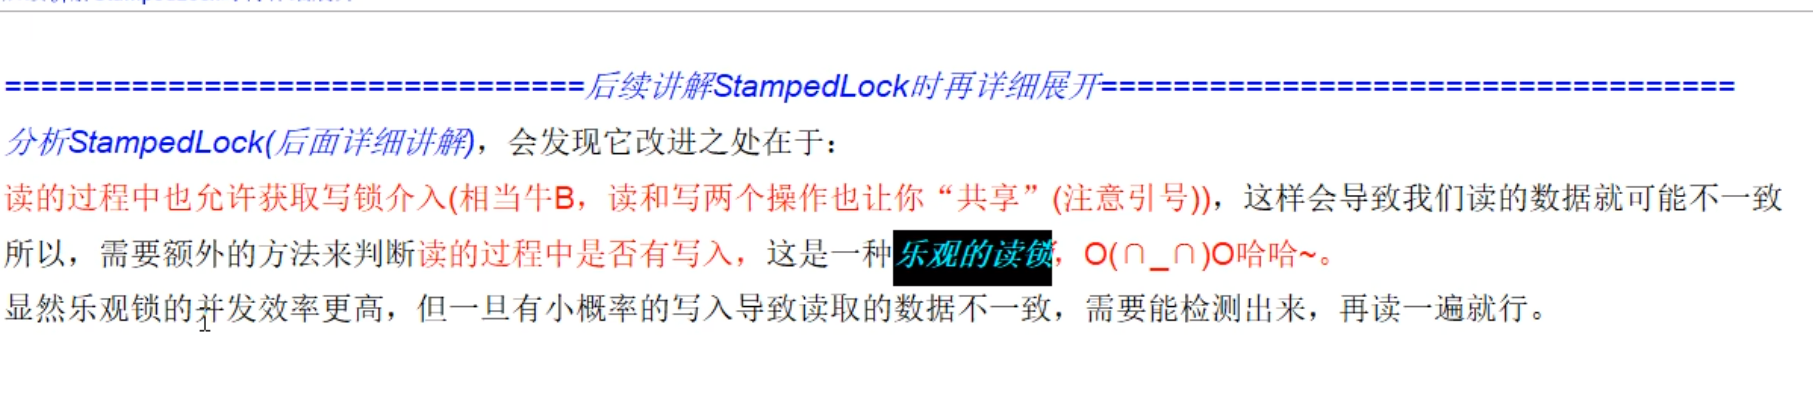 ===============================后续讲解StampedLock时再详细展开==================================
分析StampedLock(后面详细讲解)，会发现它改进之处在于：
读的过程中也允许获取写锁介入(相当牛B，读和写两个操作也让你“共享”(注意引号))，这样会导致我们读的数据就可能不一致
所以，需要额外的方法来判断读的过程中是否有写入，这是一种乐观的读锁，O(∩_∩)O哈哈~。
显然乐观锁的并发效率更高，但一旦有小概率的写入导致读取的数据不一致，需要能检测出来，再读一遍就行。